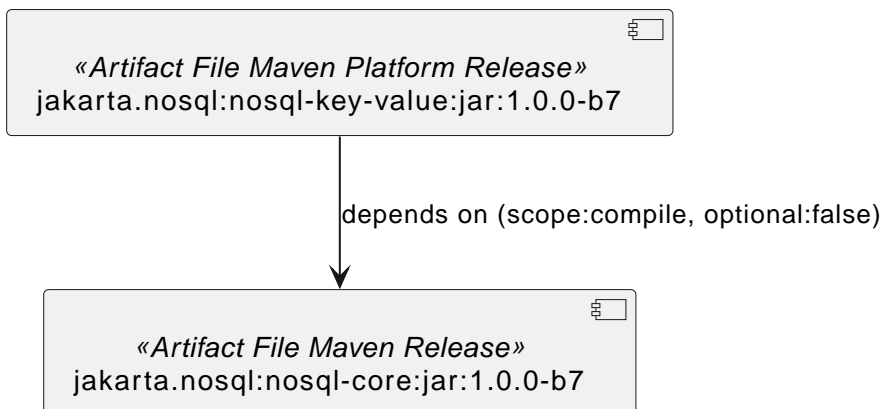 «Artifact File Maven Platform Release»
jakarta.nosql:nosql-key-value:jar:1.0.0-b7
depends on (scope:compile, optional:false)
«Artifact File Maven Release»
jakarta.nosql:nosql-core:jar:1.0.0-b7